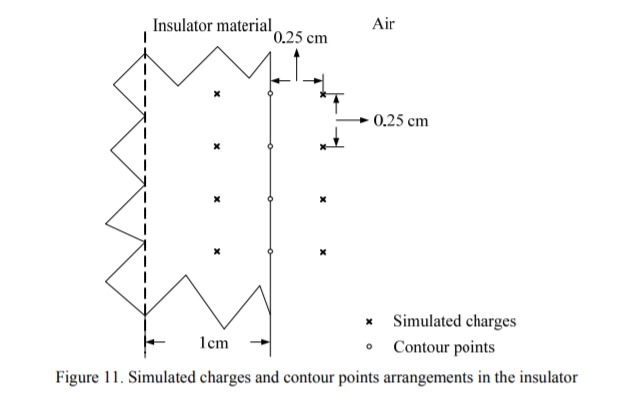 Insulator material
0.25 cm
Air
0.25 cm
1cm
Simulated charges
Contour points
Figure 11. Simulated charges and contour points arrangements in the insulator